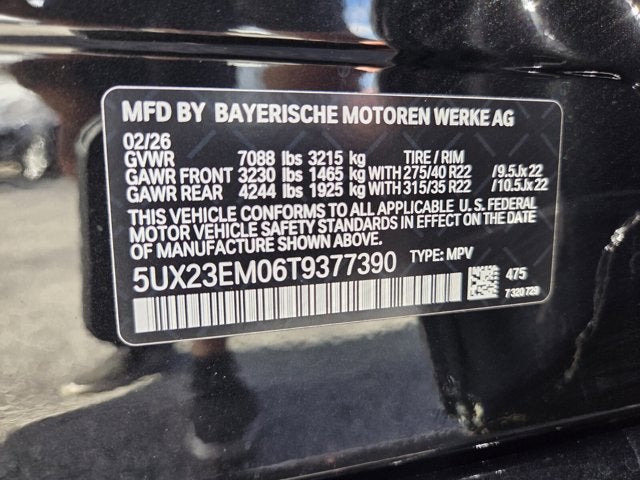 MFD BY BAYERISCHE MOTOREN WERKE AG
02/26
GVWR 7088 lbs 3215 kg TIRE / RIM
GAWR FRONT 3230 lbs 1465 kg WITH 275/40 R22 /9.5Jx22
GAWR REAR 4244 lbs 1925 kg WITH 315/35 R22 /10.5Jx22
THIS VEHICLE CONFORMS TO ALL APPLICABLE U.S. FEDERAL
MOTOR VEHICLE SAFETY STANDARDS IN EFFECT ON THE DATE
OF MANUFACTURE SHOWN ABOVE.
5UX23EM06T9377390 TYPE: MPV
475
7 320 729